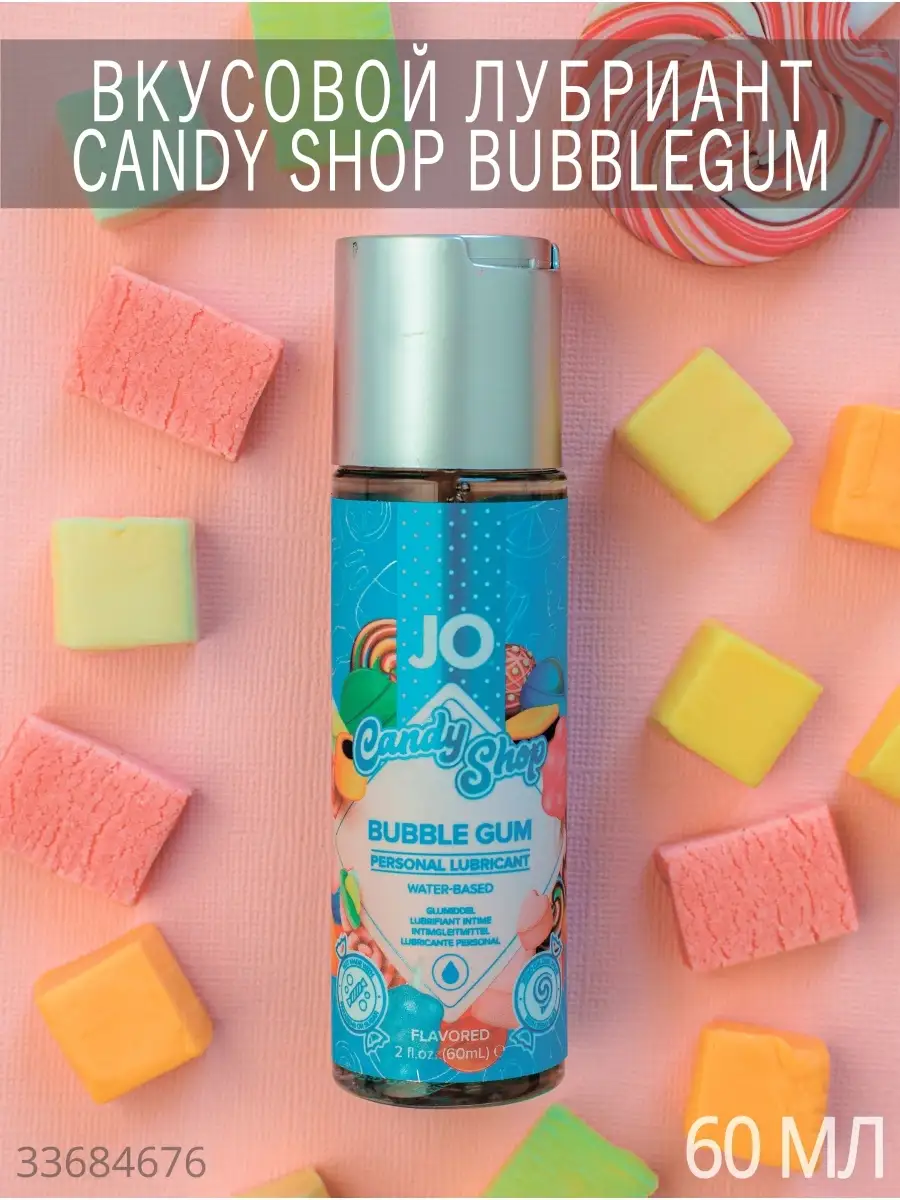 ВКУСОВОЙ ЛУБРИАНТ
CANDY SHOP BUBBLEGUM
JO
Candy
Shop
BUBBLE GUM
PERSONAL LUBRICANT
WATER-BASED
GLIJMIDDEL
LUBRIFIANT INTIME
INTIMGLEITMITTEL
LUBRICANTE PERSONAL
FLAVORED
2 fl.oz. (60mL) ℮
33684676
60 МЛ